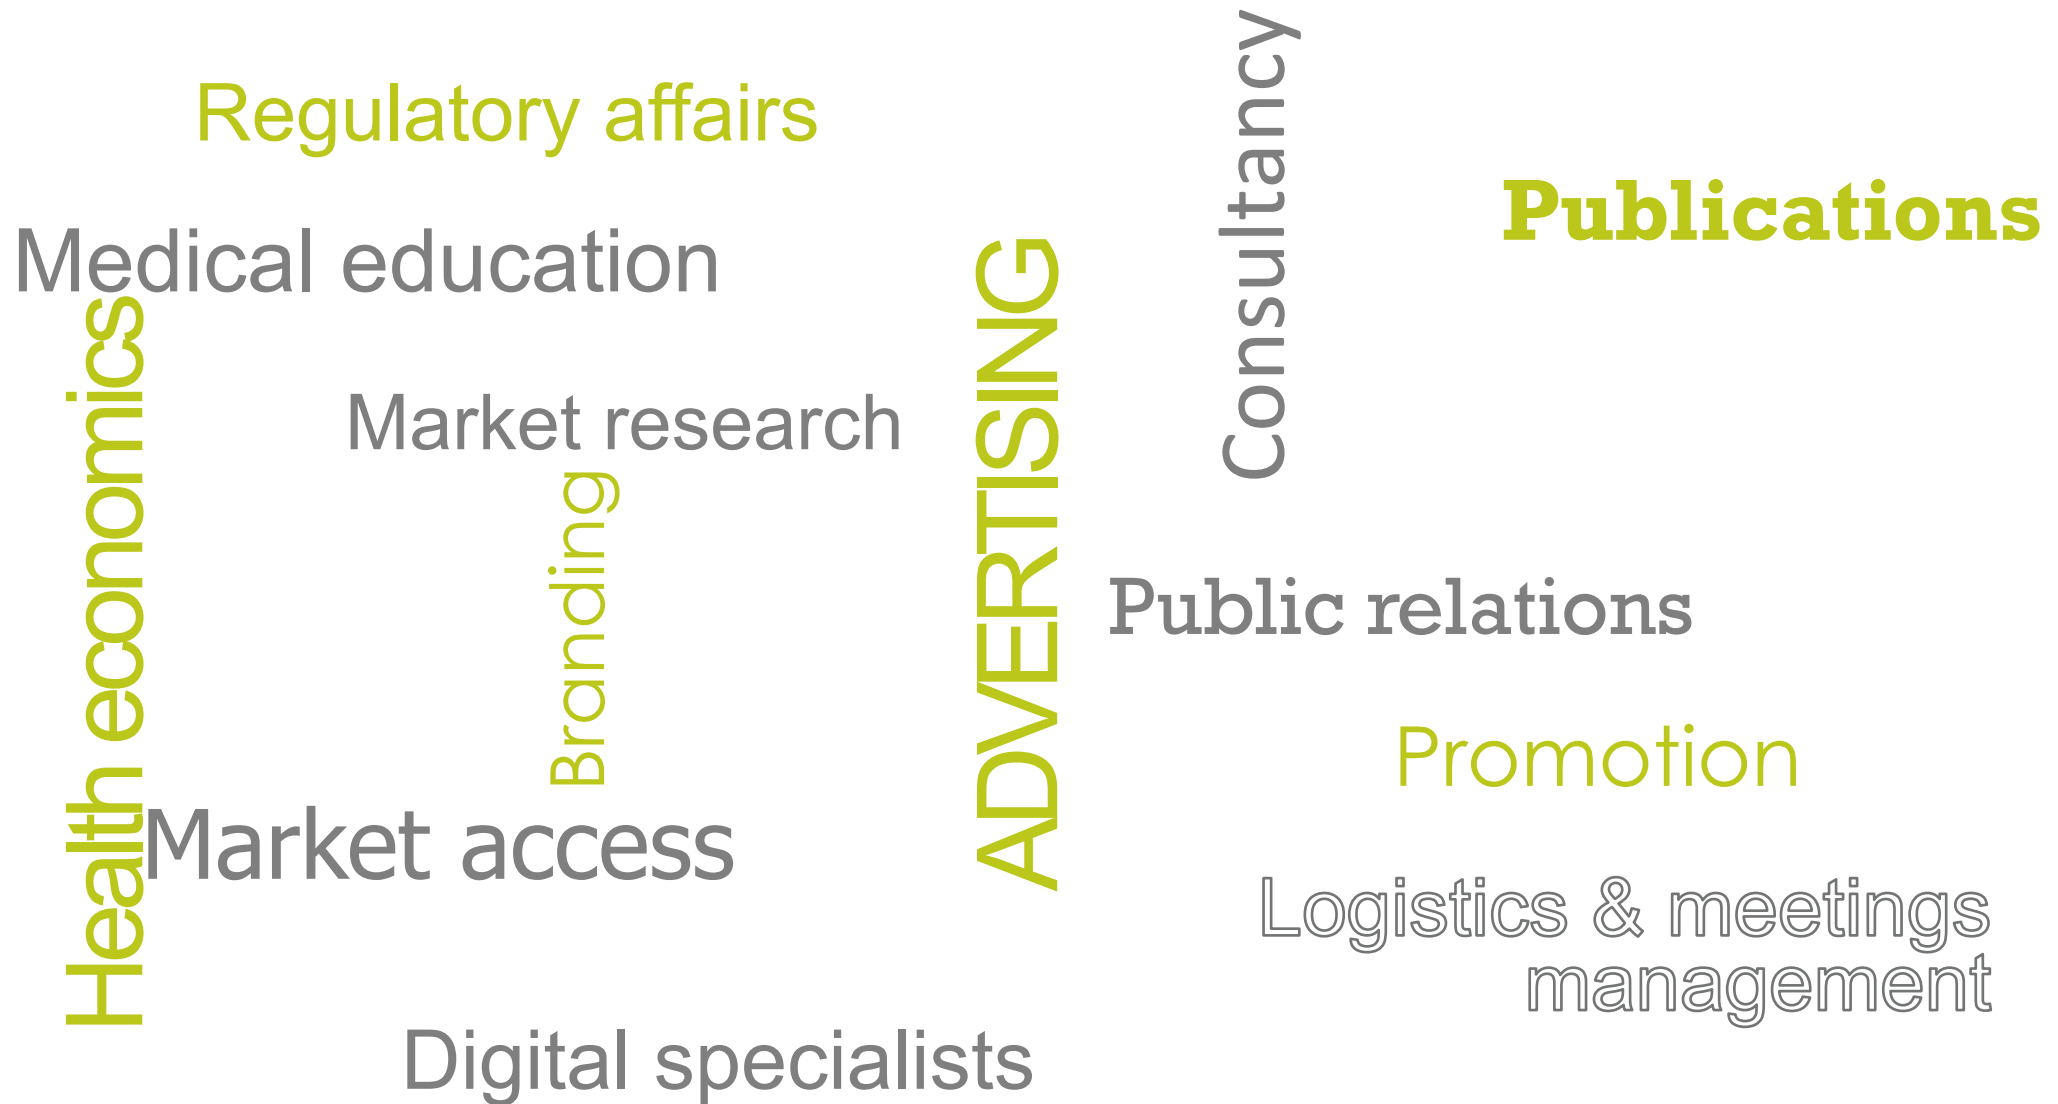 Regulatory affairs
Consultancy
Publications
Medical education
Health economics
ADVERTISING
Market research
Branding
Public relations
Promotion
Market access
Logistics & meetings
management
Digital specialists